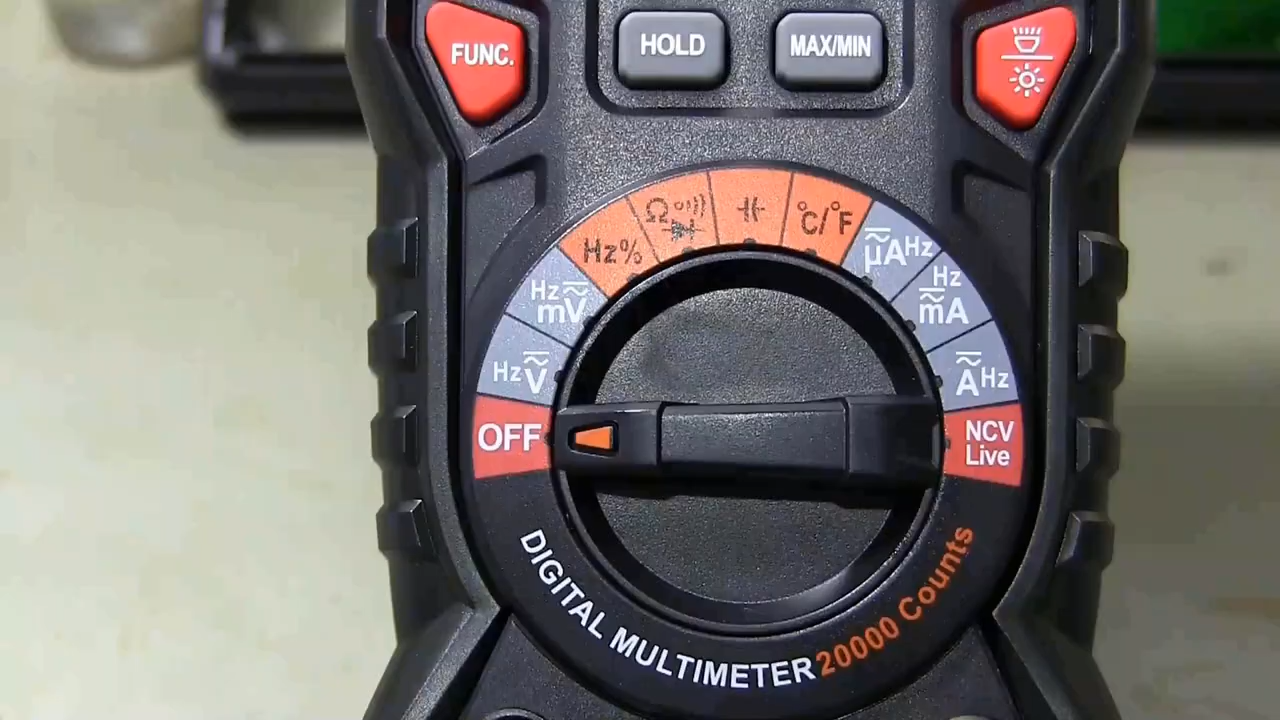 FUNC.
HOLD
MAX/MIN
OFF
Hz V
Hz
mV
Hz%
Ω
℃/℉
µA Hz
Hz
mA
A Hz
NCV
Live
DIGITAL MULTIMETER 20000 Counts